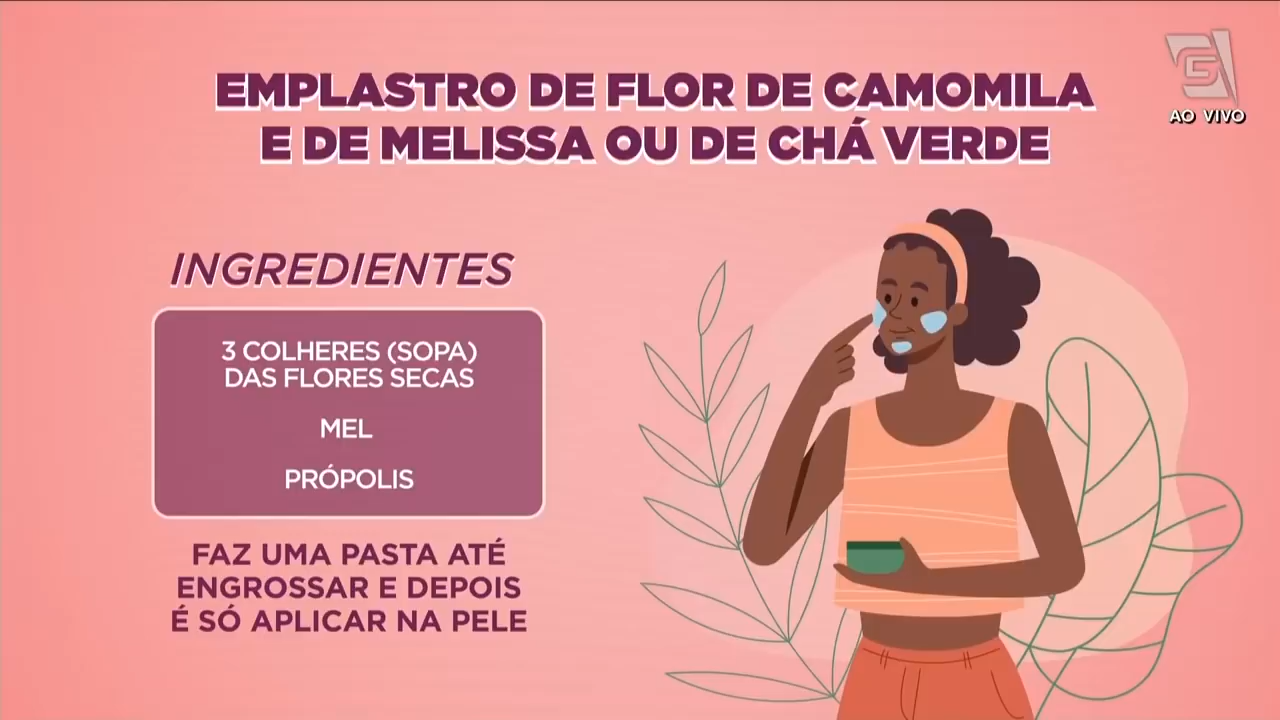 EMPLASTRO DE FLOR DE CAMOMILA
E DE MELISSA OU DE CHÁ VERDE
AO VIVO
INGREDIENTES
3 COLHERES (SOPA)
DAS FLORES SECAS
MEL
PRÓPOLIS
FAZ UMA PASTA ATÉ
ENGROSSAR E DEPOIS
É SÓ APLICAR NA PELE